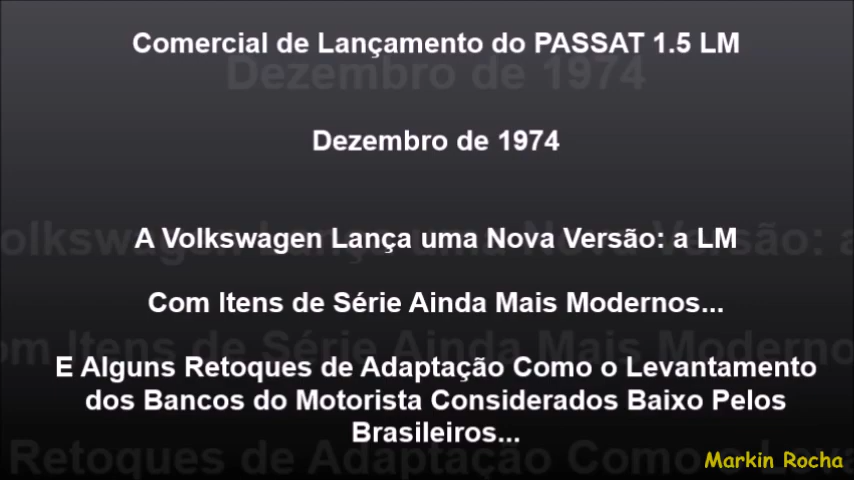 Comercial de Lançamento do PASSAT 1.5 LM
Dezembro de 1974
A Volkswagen Lança uma Nova Versão: a LM
Com Itens de Série Ainda Mais Modernos...
E Alguns Retoques de Adaptação Como o Levantamento
dos Bancos do Motorista Considerados Baixo Pelos
Brasileiros...
Markin Rocha